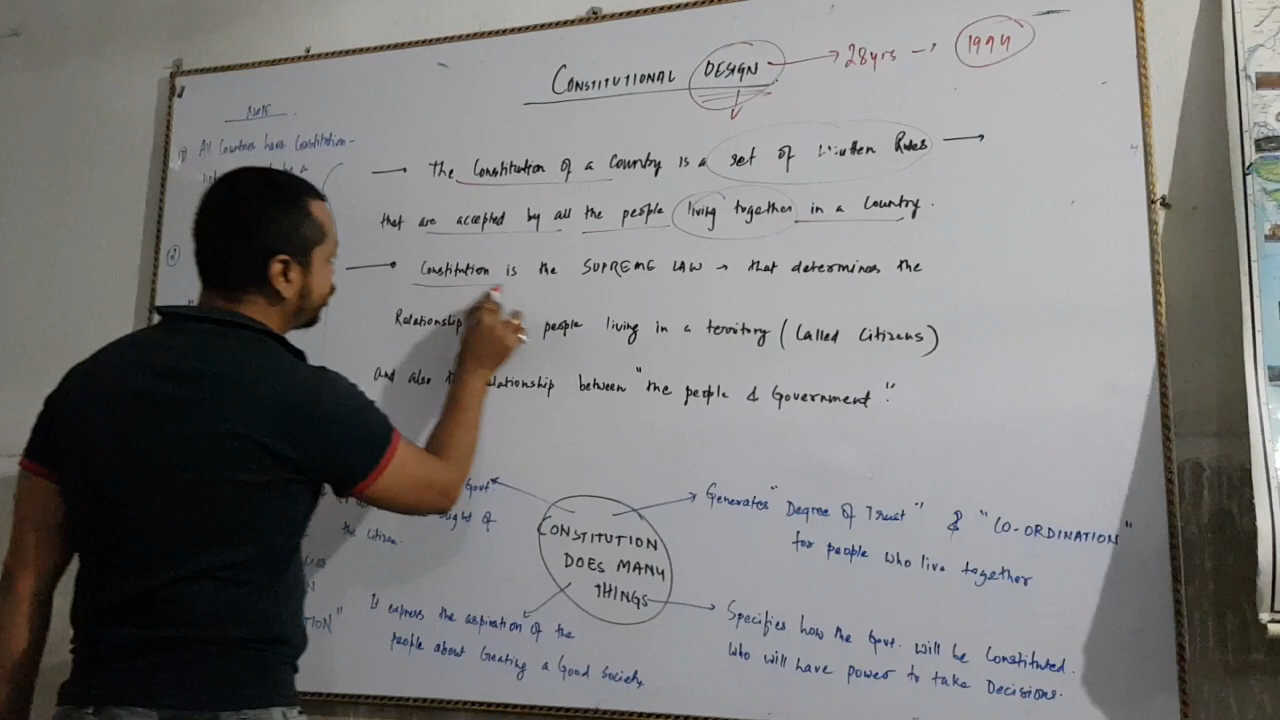 CONSTITUTIONAL DESIGN → 28yrs → 1994
Note
1) All Countries have Constitution-
→ The Constitution of a Country is a set of written Rules →
that are accepted by all the people living together in a Country.
2)
→ Constitution is the SUPREME LAW → that determines the
Relationship people living in a territory (Called Citizens)
and also relationship between "the people & Government".
Govt.
right of
the citizen.
CONSTITUTION
DOES MANY
THINGS
Generates "Degree of Trust" & "CO-ORDINATION"
for people who live together
It express the aspiration of the
people about Creating a Good Society.
Specifies how the Govt. will be Constituted.
Who will have power to take Decisions.